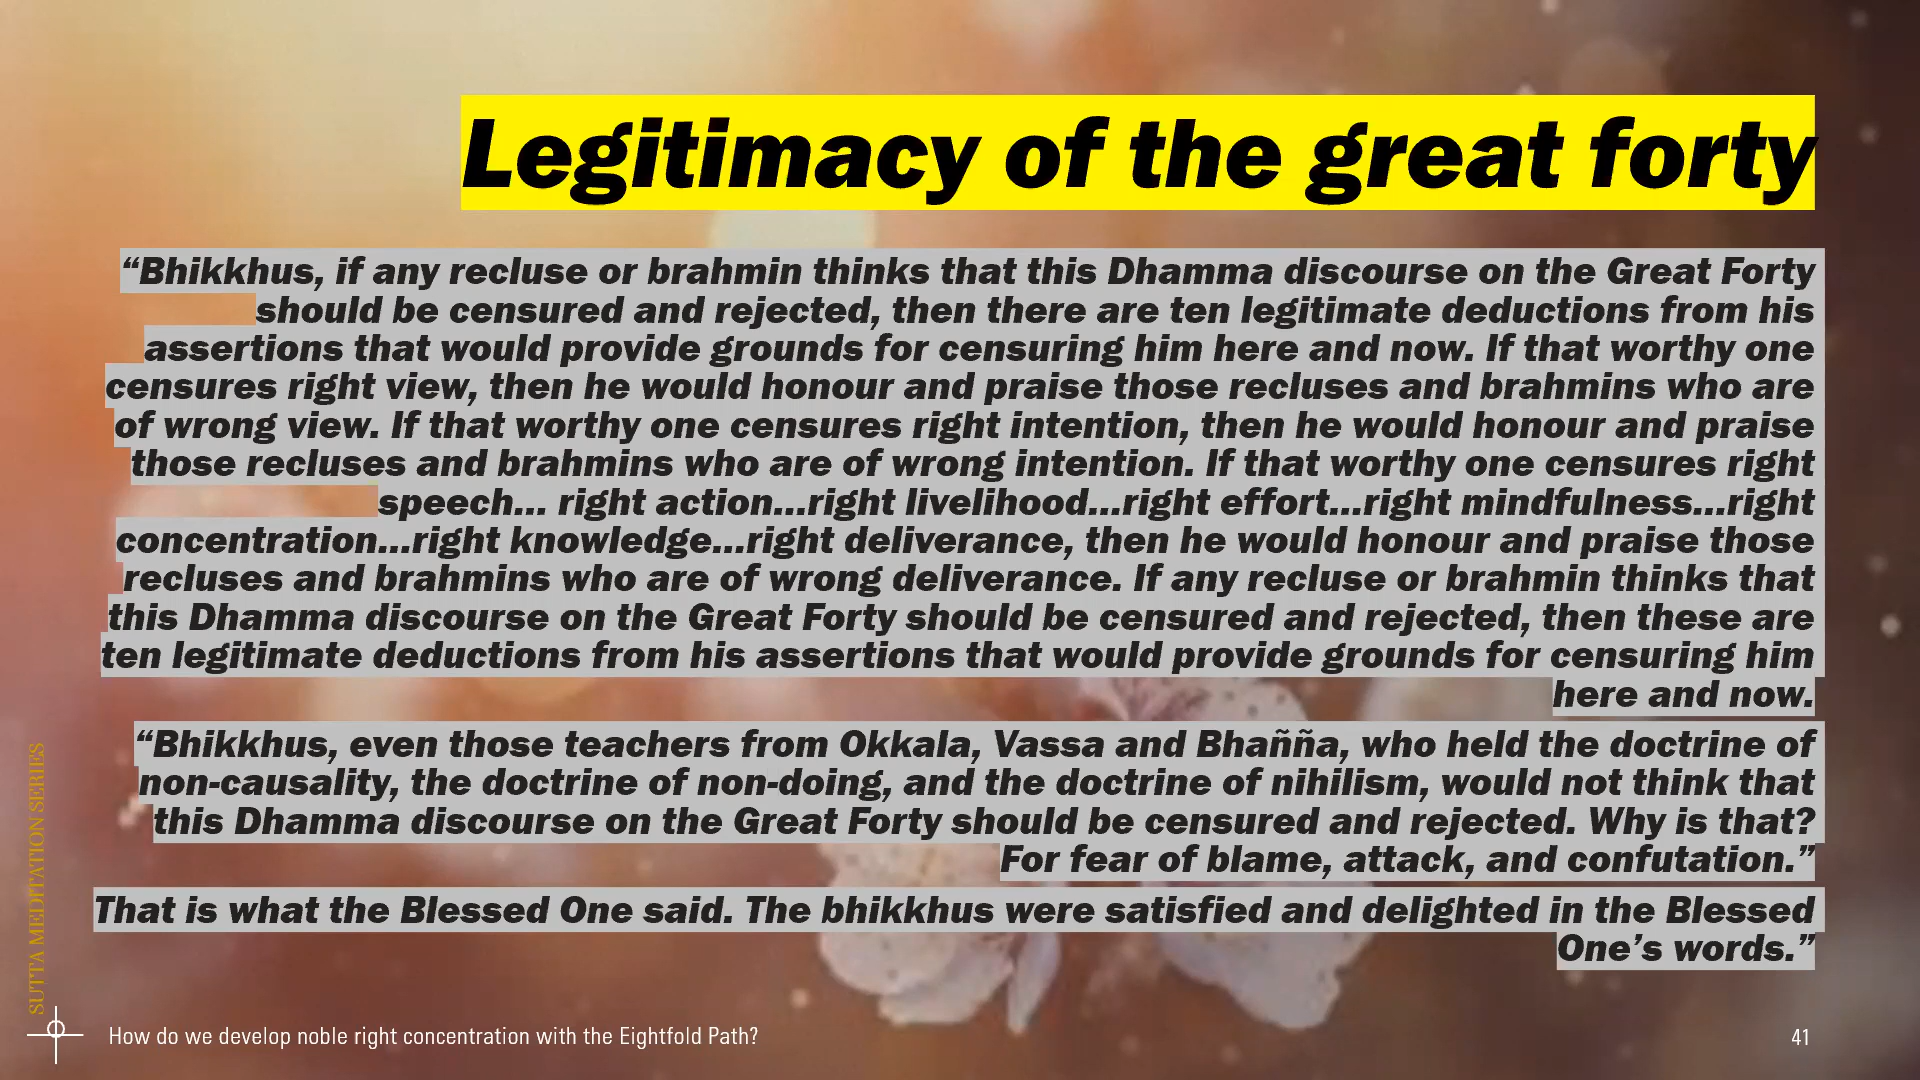 Legitimacy of the great forty
“Bhikkhus, if any recluse or brahmin thinks that this Dhamma discourse on the Great Forty
should be censured and rejected, then there are ten legitimate deductions from his
assertions that would provide grounds for censuring him here and now. If that worthy one
censures right view, then he would honour and praise those recluses and brahmins who are
of wrong view. If that worthy one censures right intention, then he would honour and praise
those recluses and brahmins who are of wrong intention. If that worthy one censures right
speech... right action...right livelihood...right effort...right mindfulness...right
concentration...right knowledge...right deliverance, then he would honour and praise those
recluses and brahmins who are of wrong deliverance. If any recluse or brahmin thinks that
this Dhamma discourse on the Great Forty should be censured and rejected, then these are
ten legitimate deductions from his assertions that would provide grounds for censuring him
here and now.
“Bhikkhus, even those teachers from Okkala, Vassa and Bhañña, who held the doctrine of
non-causality, the doctrine of non-doing, and the doctrine of nihilism, would not think that
this Dhamma discourse on the Great Forty should be censured and rejected. Why is that?
For fear of blame, attack, and confutation.”
That is what the Blessed One said. The bhikkhus were satisfied and delighted in the Blessed
One’s words.”
SUTTA MEDITATION SERIES
How do we develop noble right concentration with the Eightfold Path?
41